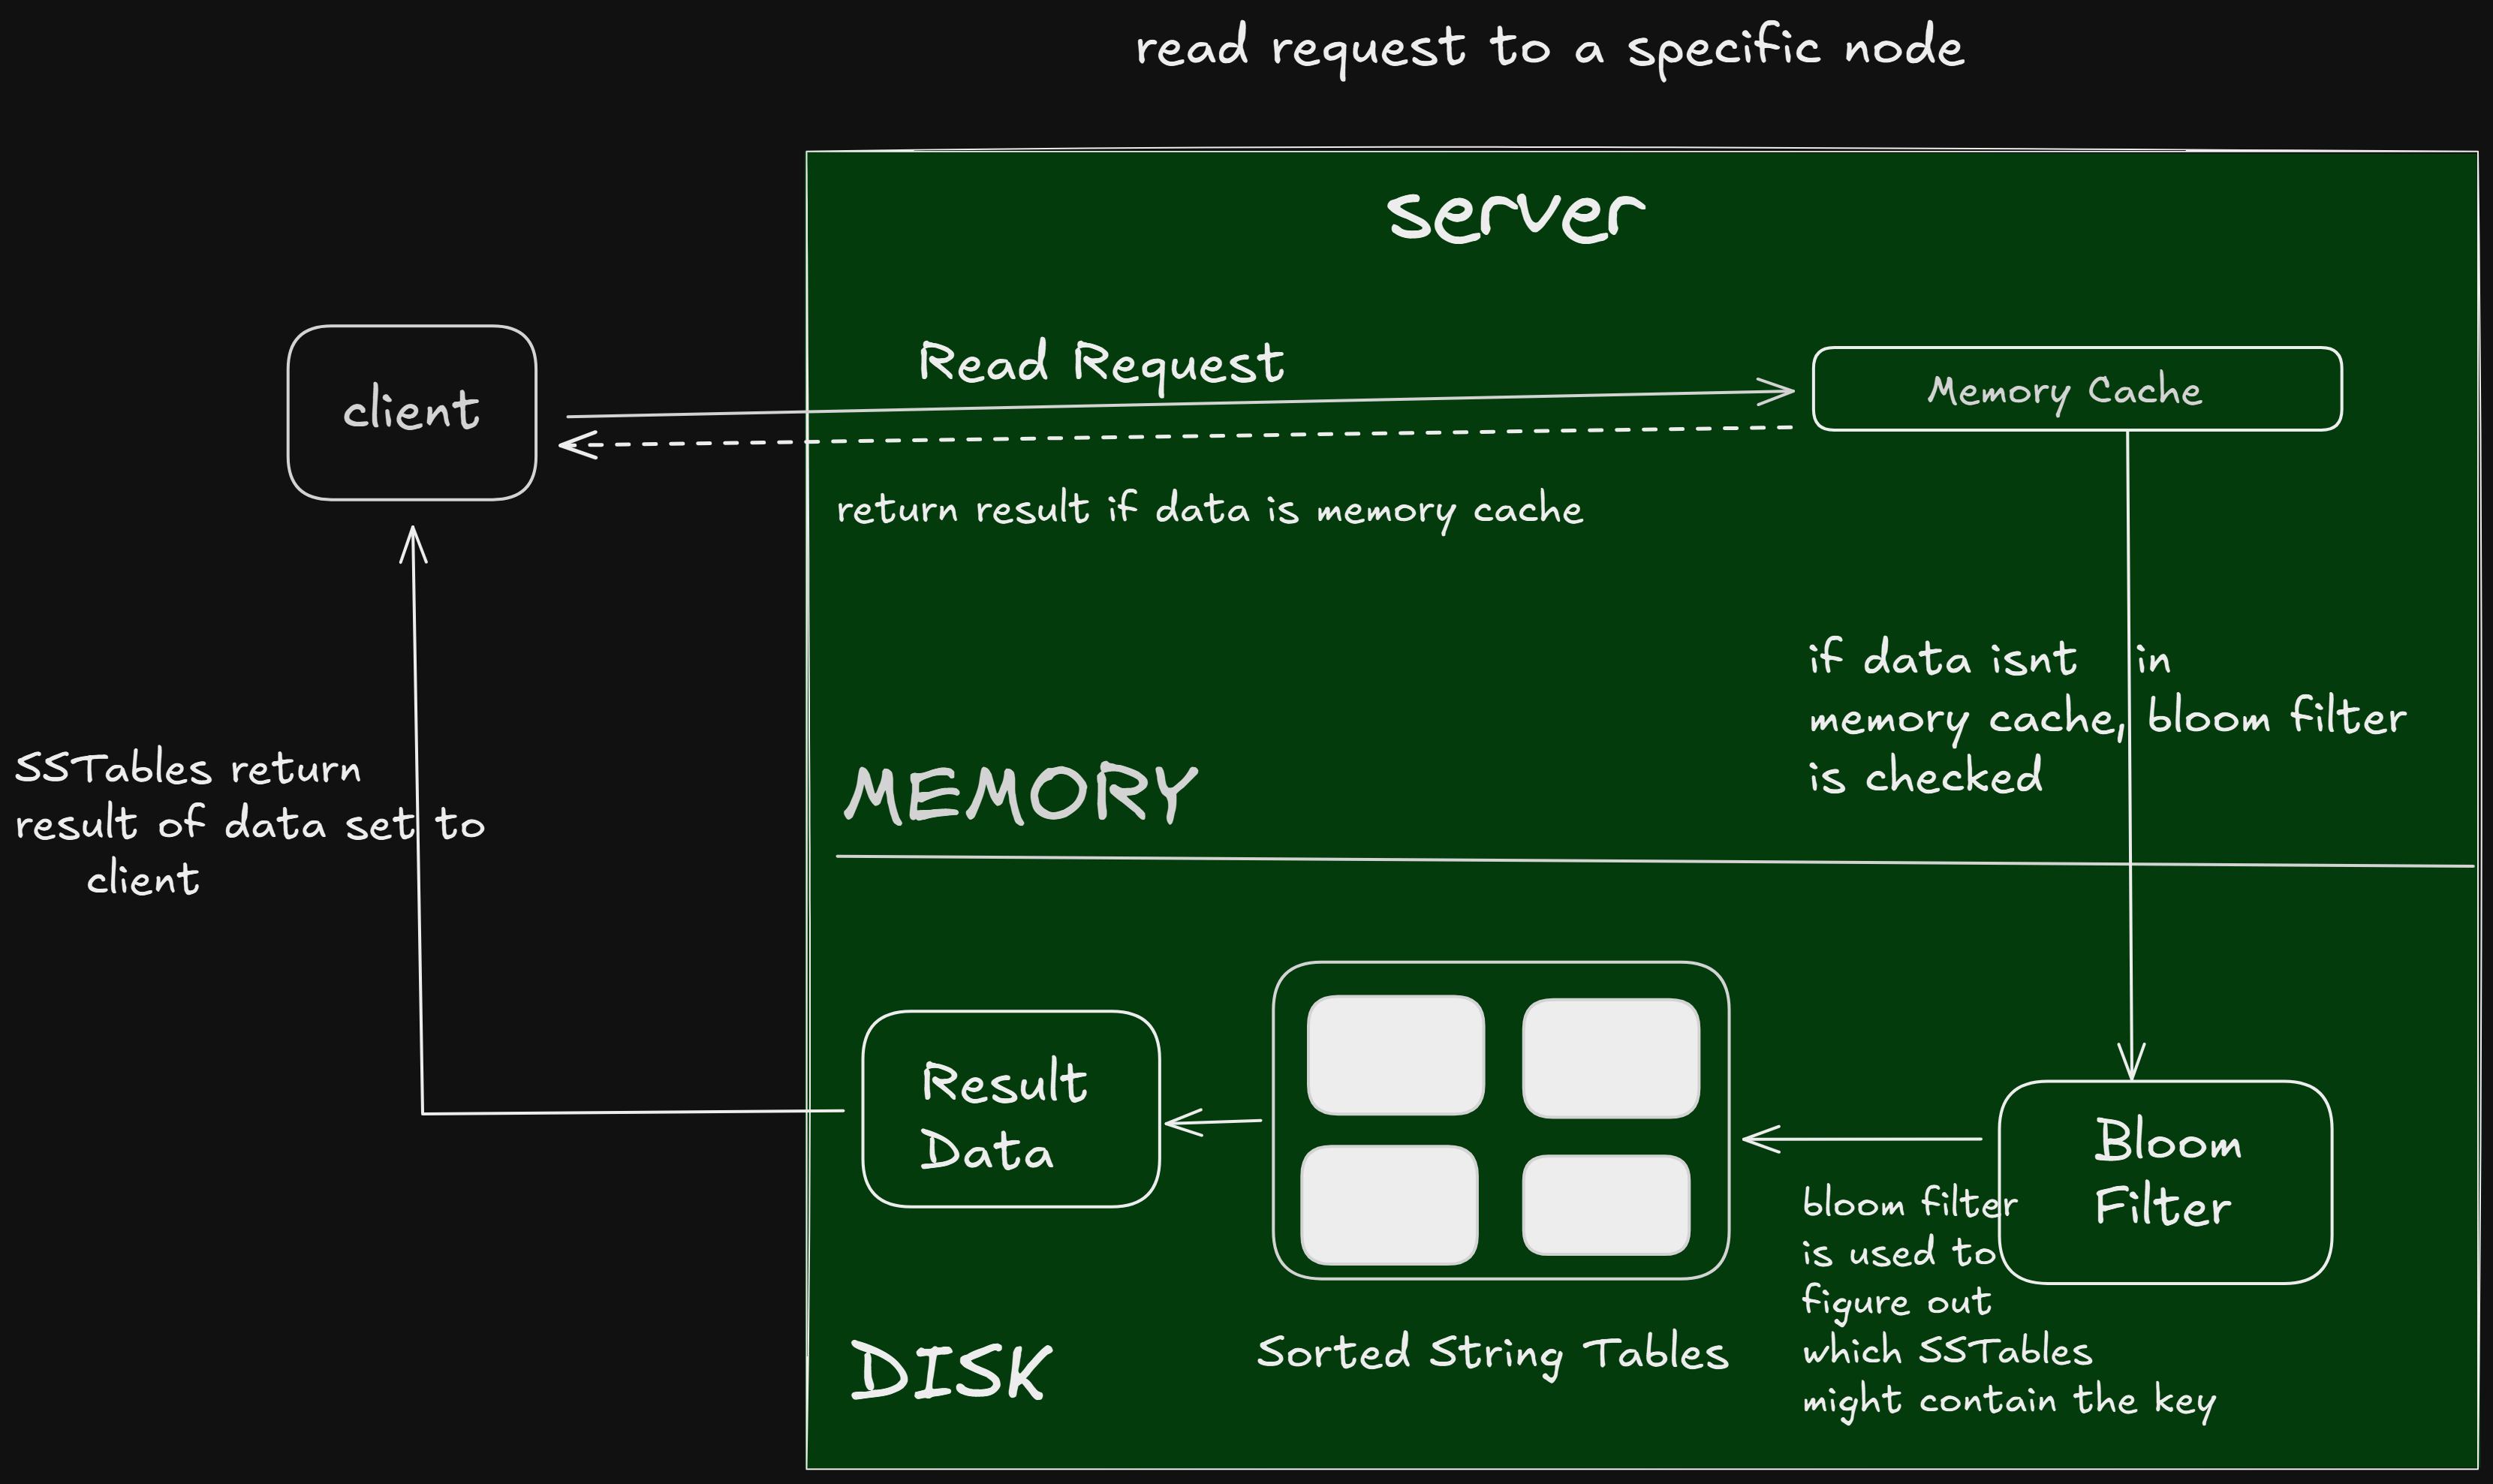 read request to a specific node
server
client
Read Request
Memory Cache
return result if data is memory cache
if data isnt in
memory cache, bloom filter
is checked
SSTables return
result of data set to
client
MEMORY
Result
Data
Bloom
Filter
bloom filter
is used to
figure out
which SSTables
might contain the key
Sorted String Tables
DISK